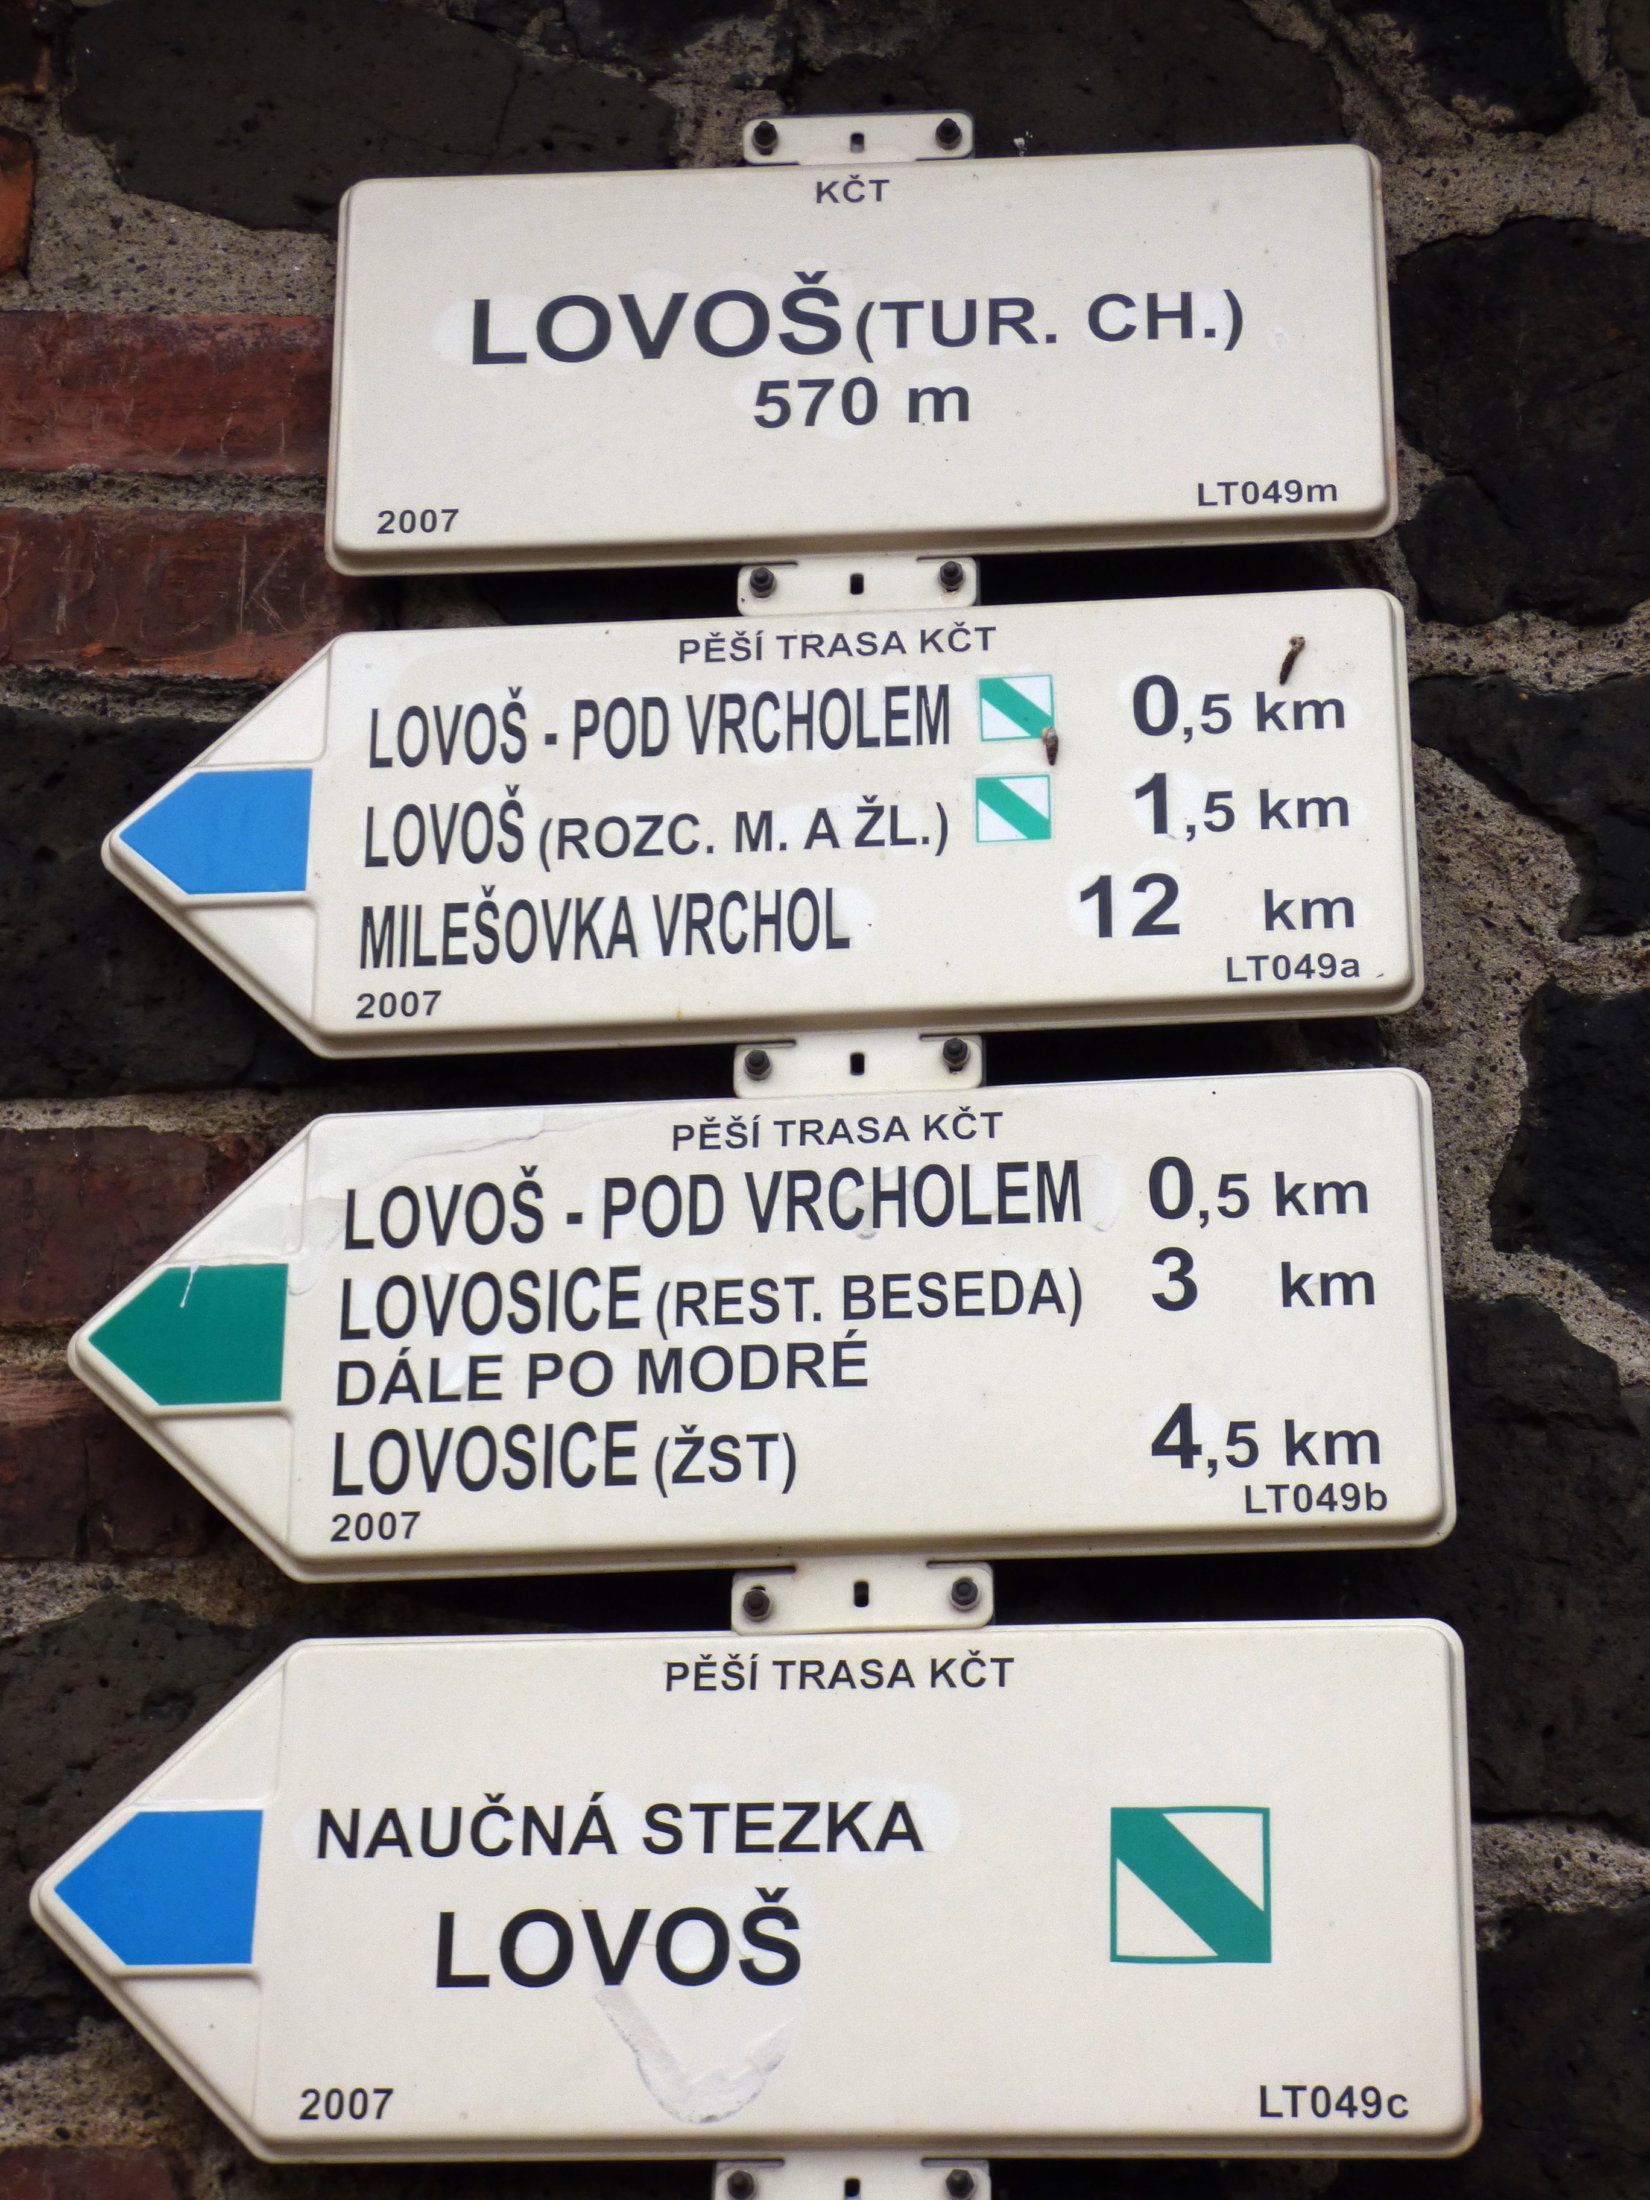 KČT
LOVOŠ (TUR. CH.)
570 m
2007 LT049m
PĚŠÍ TRASA KČT
LOVOŠ - POD VRCHOLEM 0,5 km
LOVOŠ (ROZC. M. A ŽL.) 1,5 km
MILEŠOVKA VRCHOL 12 km
LT049a
2007
PĚŠÍ TRASA KČT
LOVOŠ - POD VRCHOLEM 0,5 km
LOVOSICE (REST. BESEDA) 3 km
DÁLE PO MODRÉ
LOVOSICE (ŽST) 4,5 km
LT049b
2007
PĚŠÍ TRASA KČT
NAUČNÁ STEZKA
LOVOŠ
2007 LT049c